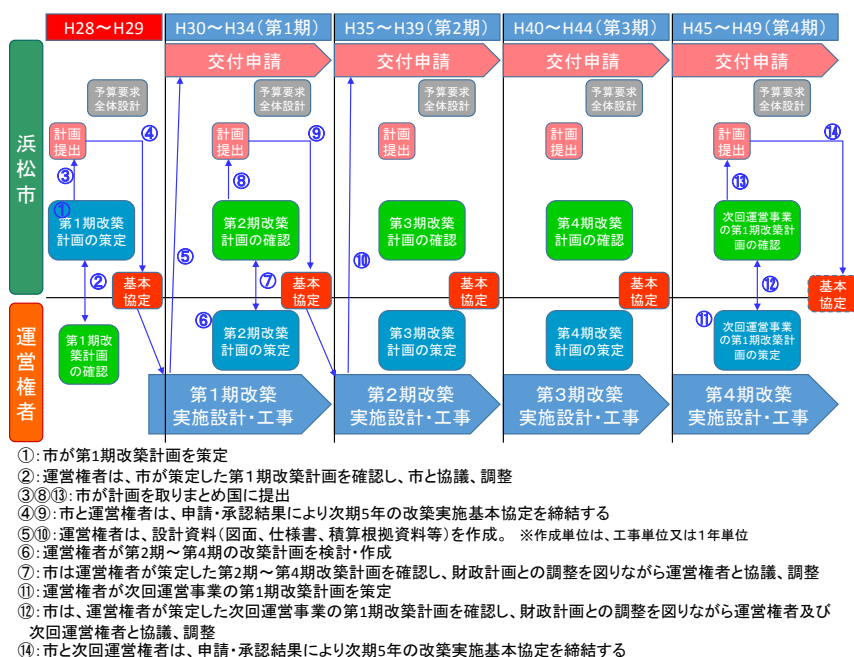 H28～H29
H30～H34(第1期)
H35～H39(第2期)
H40～H44(第3期)
H45～H49(第4期)
交付申請
交付申請
交付申請
交付申請
浜松市
予算要求
全体設計
予算要求
全体設計
予算要求
全体設計
予算要求
全体設計
予算要求
全体設計
計画
提出
④
計画
提出
⑨
計画
提出
計画
提出
計画
提出
⑭
③
⑧
⑬
①
第1期改築
計画の策定
第2期改築
計画の確認
第3期改築
計画の確認
第4期改築
計画の確認
次回運営事業
の第1期改築計
画の確認
②
⑤
⑦
⑩
⑫
基本
協定
基本
協定
基本
協定
基本
協定
基本
協定
運営権者
第1期改
築計画
の確認
⑥
第2期改築
計画の策定
第3期改築
計画の策定
第4期改築
計画の策定
⑪
次回運営事業
の第1期改築計
画の策定
第1期改築
実施設計・工事
第2期改築
実施設計・工事
第3期改築
実施設計・工事
第4期改築
実施設計・工事
①:市が第1期改築計画を策定
②:運営権者は、市が策定した第1期改築計画を確認し、市と協議、調整
③⑧⑬:市が計画を取りまとめ国に提出
④⑨:市と運営権者は、申請・承認結果により次期5年の改築実施基本協定を締結する
⑤⑩:運営権者は、設計資料(図面、仕様書、積算根拠資料等)を作成。 ※作成単位は、工事単位又は1年単位
⑥:運営権者が第2期～第4期の改築計画を検討・作成
⑦:市は運営権者が策定した第2期～第4期改築計画を確認し、財政計画との調整を図りながら運営権者と協議、調整
⑪:運営権者が次回運営事業の第1期改築計画を策定
⑫:市は、運営権者が策定した次回運営事業の第1期改築計画を確認し、財政計画との調整を図りながら運営権者及び
次回運営権者と協議、調整
⑭:市と次回運営権者は、申請・承認結果により次期5年の改築実施基本協定を締結する